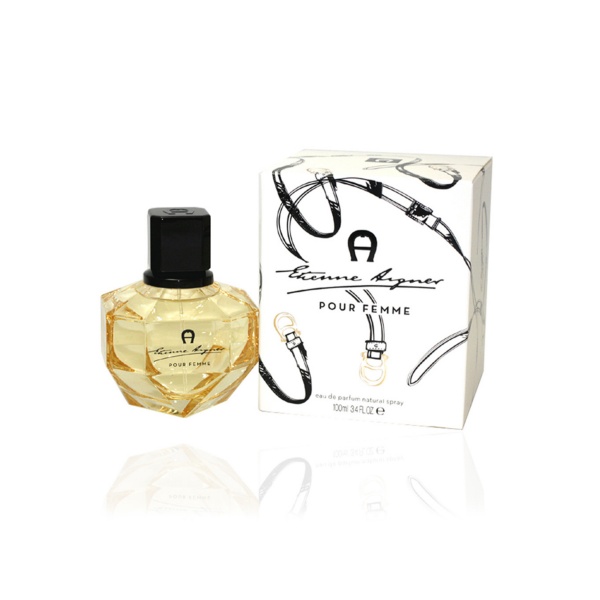 Etienne Aigner
POUR FEMME
Etienne Aigner
POUR FEMME
eau de parfum natural spray
100ml 3.4 FL.OZ ℮